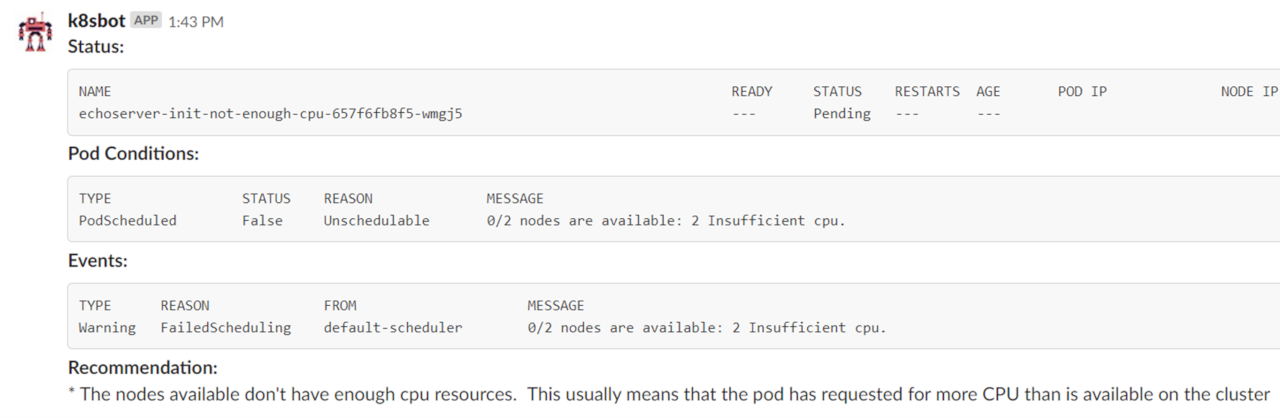 k8sbot APP 1:43 PM
Status:
NAME READY STATUS RESTARTS AGE POD IP NODE IP
echoserver-init-not-enough-cpu-657f6fb8f5-wmgj5 --- Pending --- ---
Pod Conditions:
TYPE STATUS REASON MESSAGE
PodScheduled False Unschedulable 0/2 nodes are available: 2 Insufficient cpu.
Events:
TYPE REASON FROM MESSAGE
Warning FailedScheduling default-scheduler 0/2 nodes are available: 2 Insufficient cpu.
Recommendation:
* The nodes available don't have enough cpu resources. This usually means that the pod has requested for more CPU than is available on the cluster